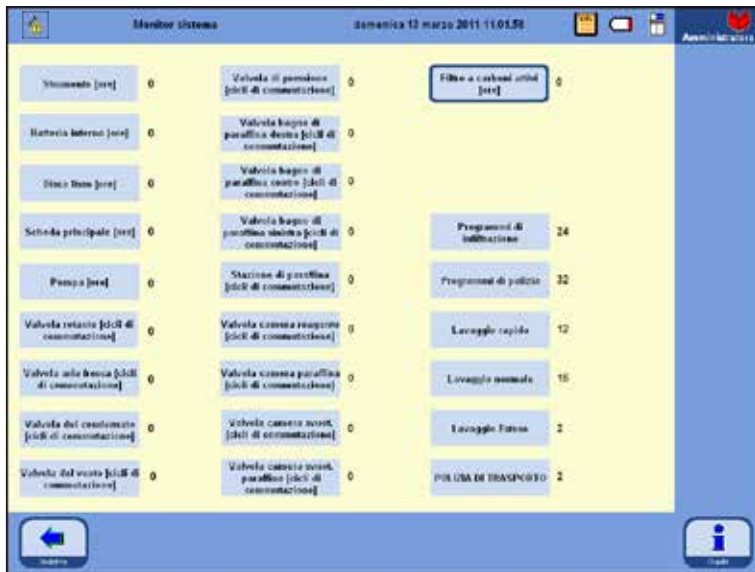 Monitor sistema
domenica 13 marzo 2011 11.01.58
Amministratore
Strumento [ore]
0
Batteria interno [ore]
0
Disco fisso [ore]
0
Scheda principale [ore]
0
Pompa [ore]
0
Valvola rotante [cicli di
commutazione]
0
Valvola aria fresca [cicli
di commutazione]
0
Valvola del condensato
[cicli di commutazione]
0
Valvola del vuoto [cicli di
commutazione]
0
Valvola di pressione
[cicli di commutazione]
0
Valvola bagno di
paraffina destra [cicli di
commutazione]
0
Valvola bagno di
paraffina centro [cicli di
commutazione]
0
Valvola bagno di
paraffina sinistra [cicli di
commutazione]
0
Stazione di paraffina
[cicli di commutazione]
0
Valvola camera reagente
[cicli di commutazione]
0
Valvola camera paraffina
[cicli di commutazione]
0
Valvola camera
[cicli di commutazione]
0
Valvola camera
paraffina [cicli di
commutazione]
0
Filtro a carboni attivi
[ore]
0
Programmi di
infiltrazione
24
Programmi di pulizia
32
Lavaggio rapido
12
Lavaggio normale
16
Lavaggio
2
PULIZIA DI TRASPORTO
2
Indietro